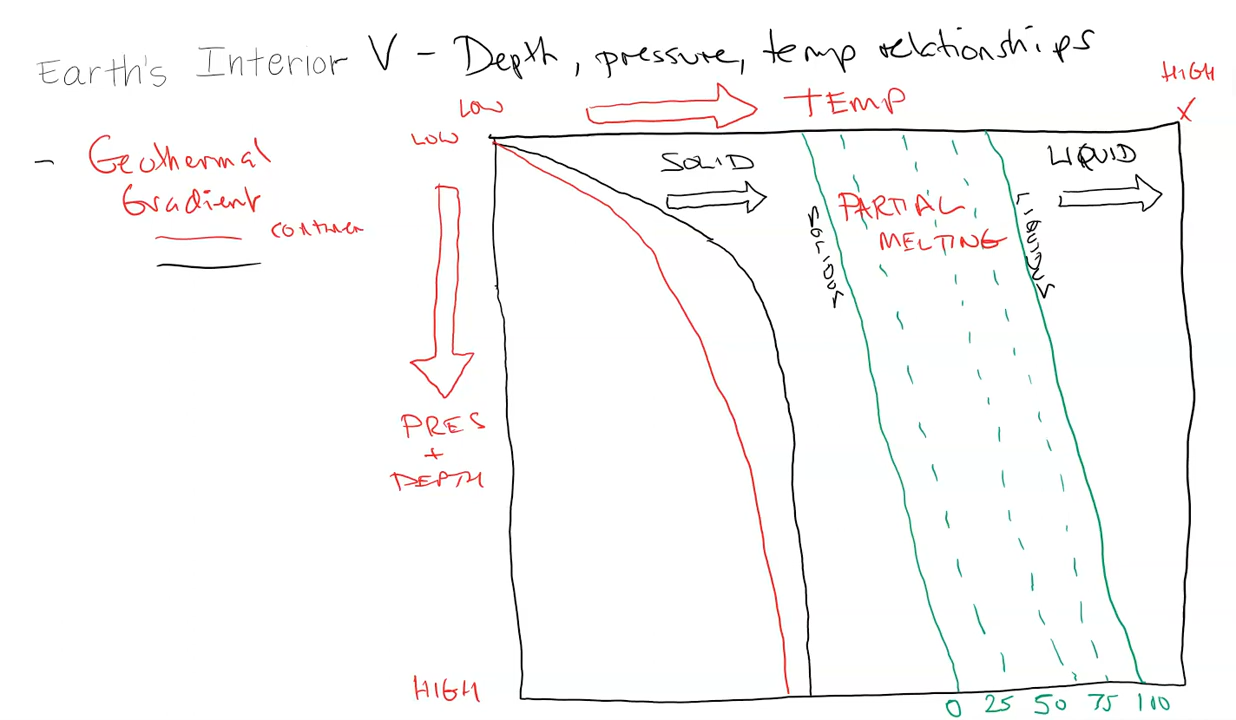 Earth's Interior V - Depth, pressure, temp relationships
LOW
TEMP
HIGH
X
LOW
- Geothermal
Gradient
SOLID
LIQUID
PARTIAL
MELTING
SOLIDUS
LIQUIDUS
PRES
+
DEPTH
HIGH
0 25 50 75 100